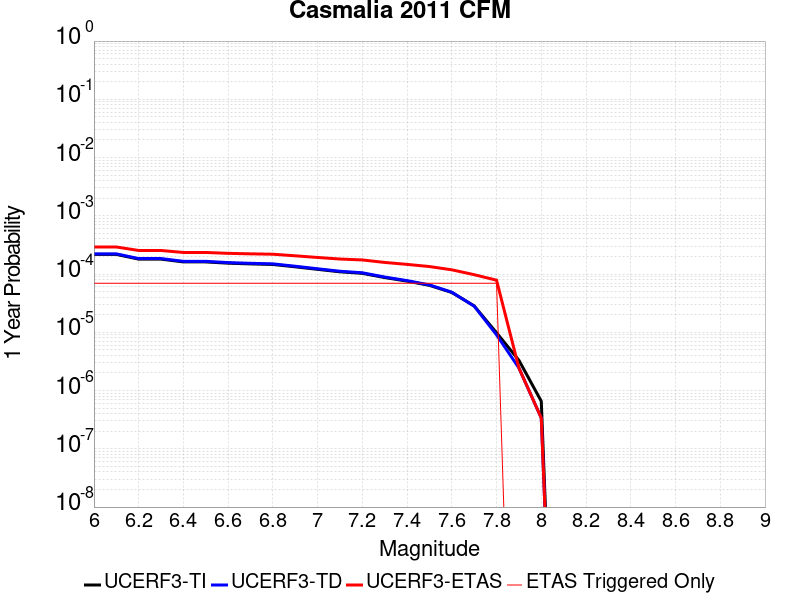 Casmalia 2011 CFM
1 Year Probability
10^0
10^-1
10^-2
10^-3
10^-4
10^-5
10^-6
10^-7
10^-8
6 6.2 6.4 6.6 6.8 7 7.2 7.4 7.6 7.8 8 8.2 8.4 8.6 8.8 9
Magnitude
UCERF3-TI UCERF3-TD UCERF3-ETAS ETAS Triggered Only